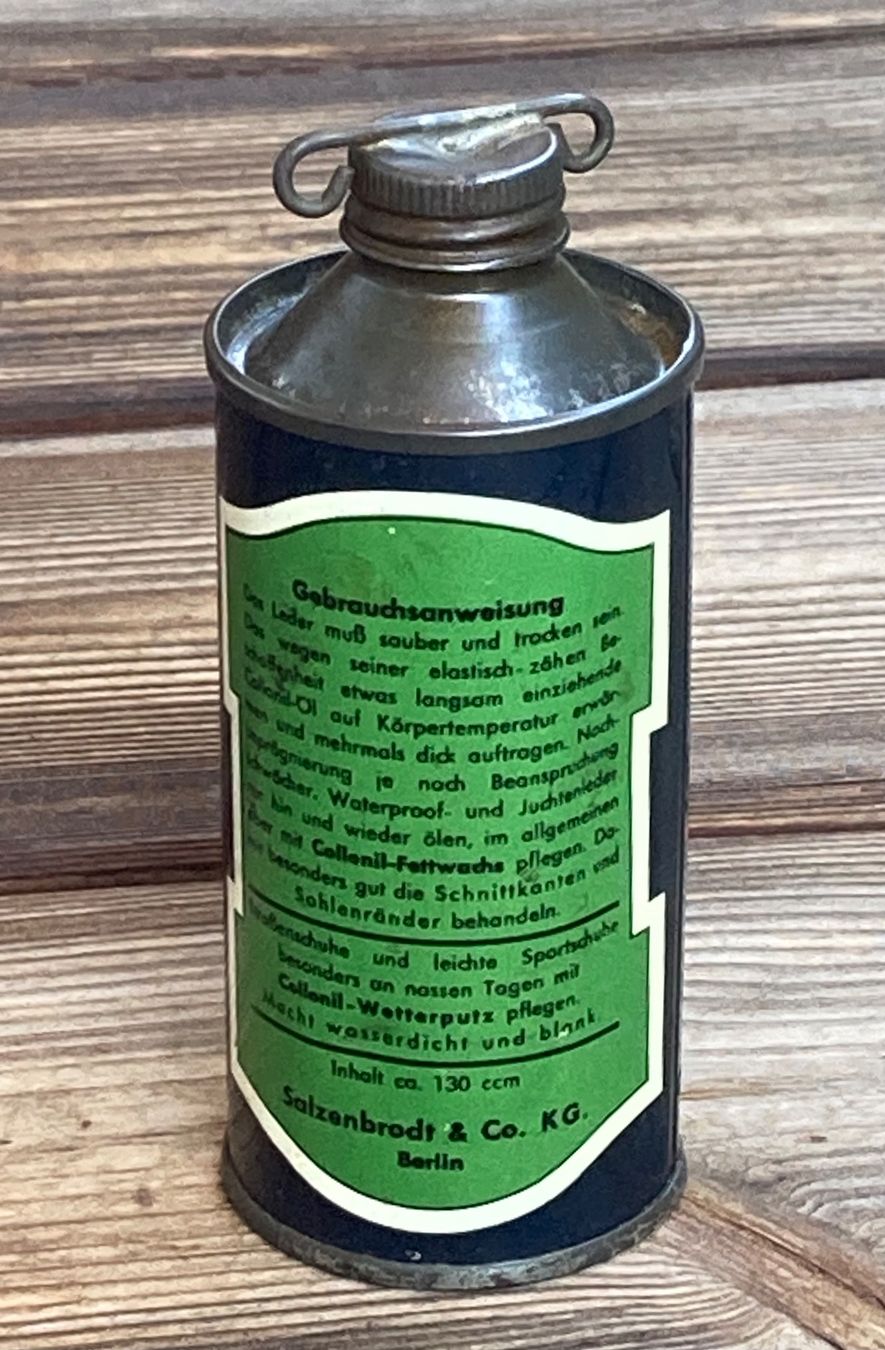 Gebrauchsanweisung
Das Leder muß sauber und trocken sein.
Das wegen seiner elastisch-zähen Be-
schaffenheit etwas langsam einziehende
Collonil-Öl auf Körpertemperatur erwär-
men und mehrmals dick auftragen. Nach-
imprägnierung je nach Beanspruchung
schwächer. Waterproof- und Juchtenleder
nur hin und wieder ölen, im allgemeinen
aber mit Collonil-Fettwachs pflegen. Da-
bei besonders gut die Schnittkanten und
Sohlenränder behandeln.
Straßenschuhe und leichte Sportschuhe
besonders an nassen Tagen mit
Collonil-Wetterputz pflegen.
Macht wasserdicht und blank.
Inhalt ca. 130 ccm
Salzenbrodt & Co. KG.
Berlin